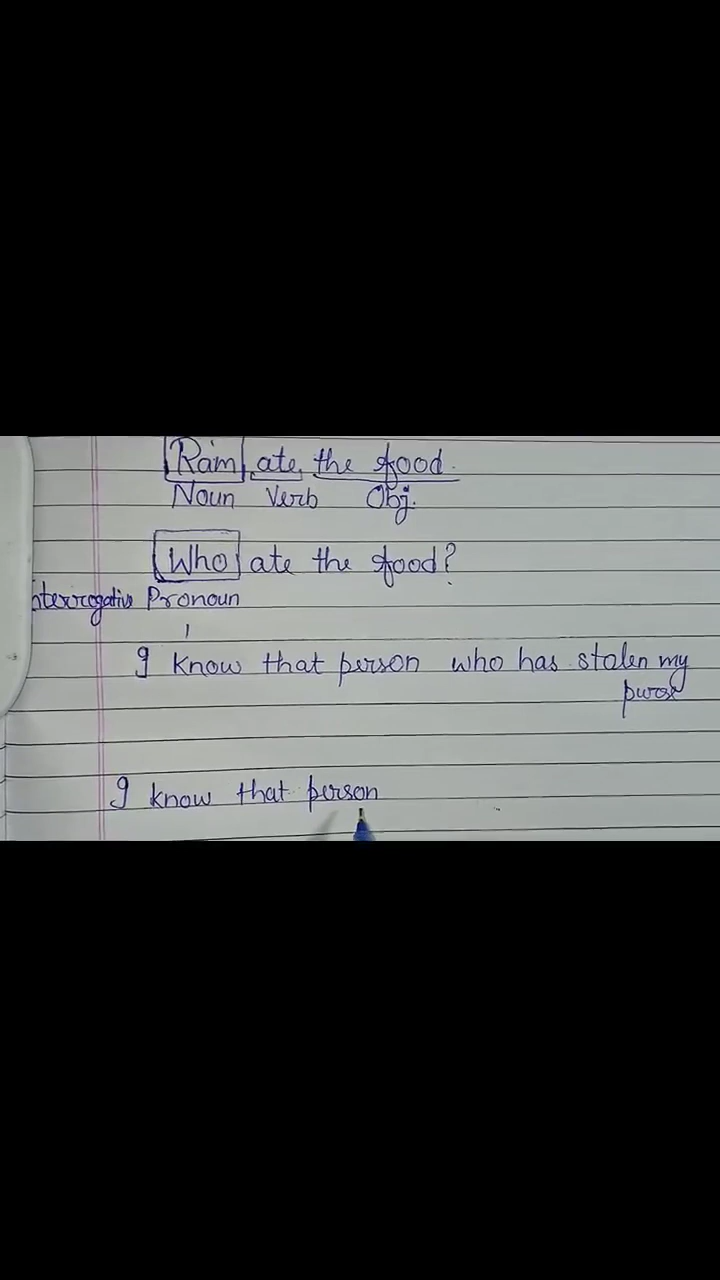 Ram ate the food.
Noun Verb Obj.
Who ate the food?
nterrogative Pronoun
I know that person who has stolen my
purse
I know that person